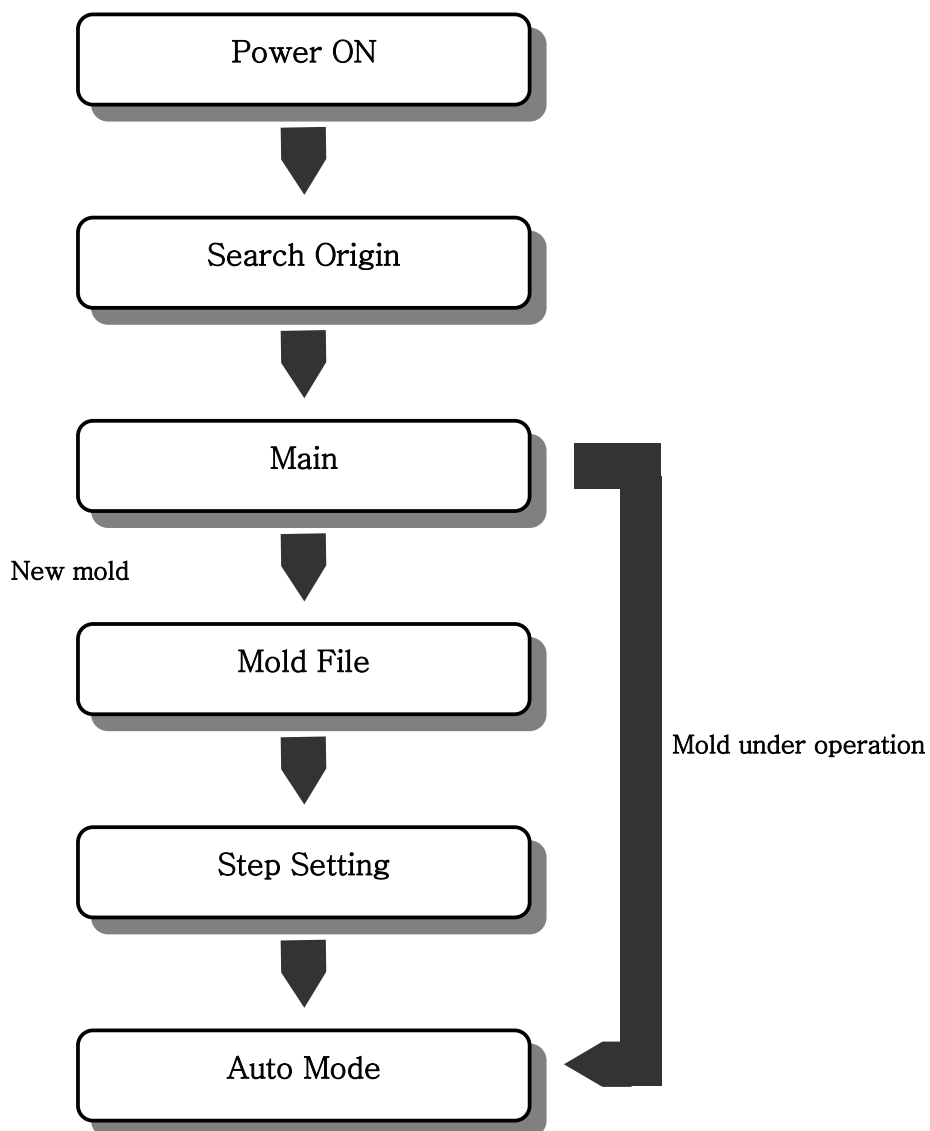 Power ON
Search Origin
Main
New mold
Mold File
Mold under operation
Step Setting
Auto Mode